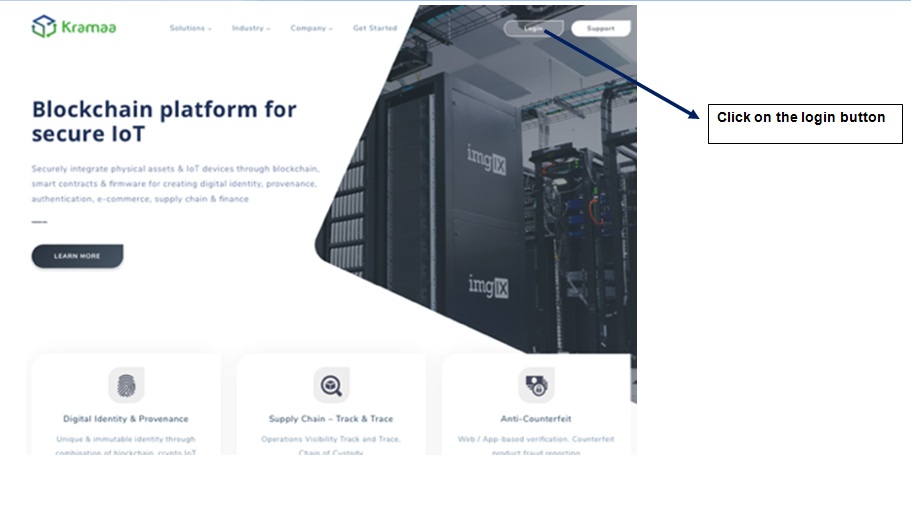 Kramaa
Solutions
Industry
Company
Get Started
Login
Support
Click on the login button
Blockchain platform for
secure IoT
Securely integrate physical assets & IoT devices through blockchain,
smart contracts & firmware for creating digital identity, provenance,
authentication, e-commerce, supply chain & finance
LEARN MORE
imgIX
imgIX
Digital Identity & Provenance
Unique & immutable identity through
combination of blockchain, crypto IoT
Supply Chain – Track & Trace
Operations Visibility Track and Trace,
Chain of Custody
Anti-Counterfeit
Web / App-based verification. Counterfeit
product fraud reporting